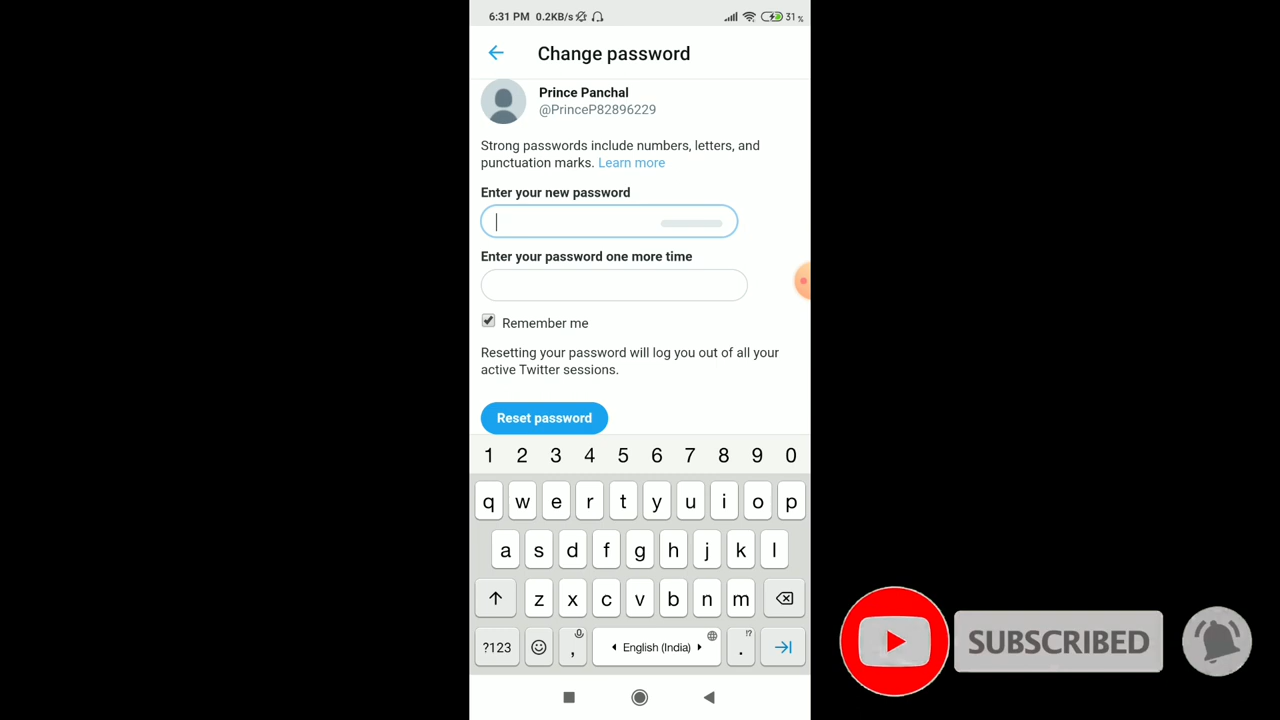 6:31 PM 0.2KB/s 31 %
Change password
Prince Panchal
@PrinceP82896229
Strong passwords include numbers, letters, and
punctuation marks. Learn more
Enter your new password
Enter your password one more time
Remember me
Resetting your password will log you out of all your
active Twitter sessions.
Reset password
1 2 3 4 5 6 7 8 9 0
q w e r t y u i o p
a s d f g h j k l
z x c v b n m
?123 , English (India) . !?
SUBSCRIBED